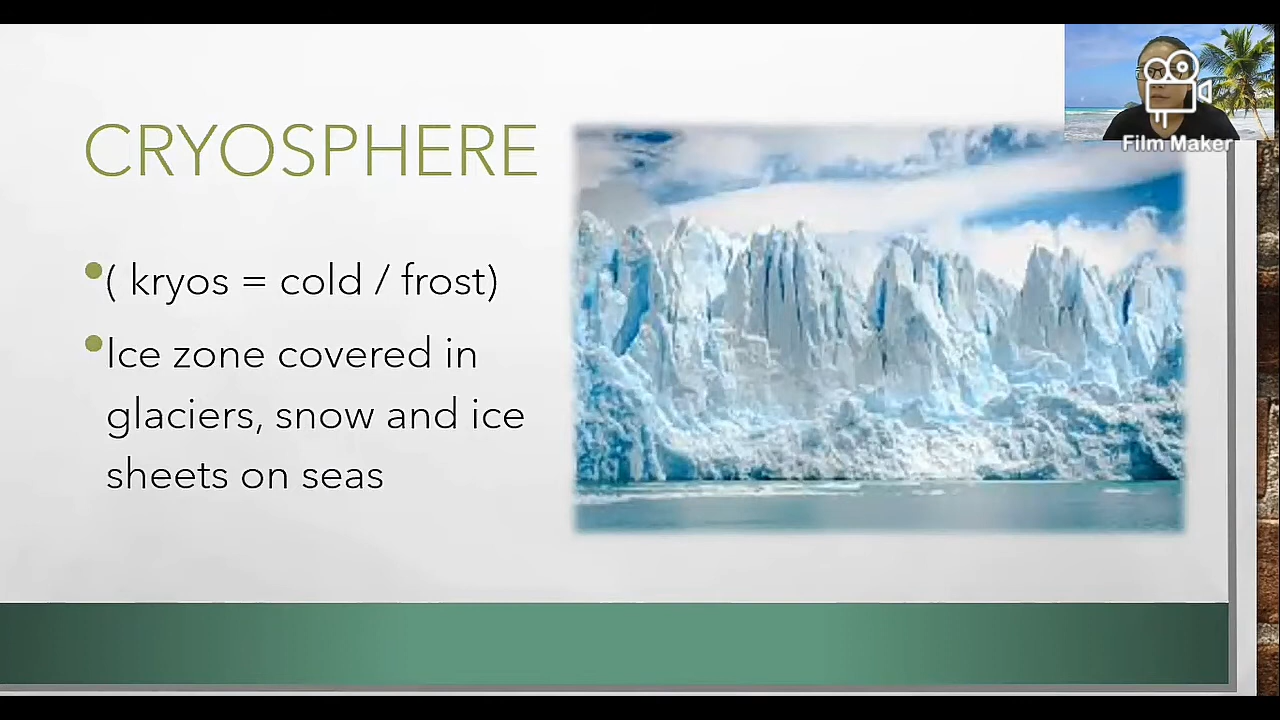 CRYOSPHERE
( kryos = cold / frost)
Ice zone covered in
glaciers, snow and ice
sheets on seas
Film Maker